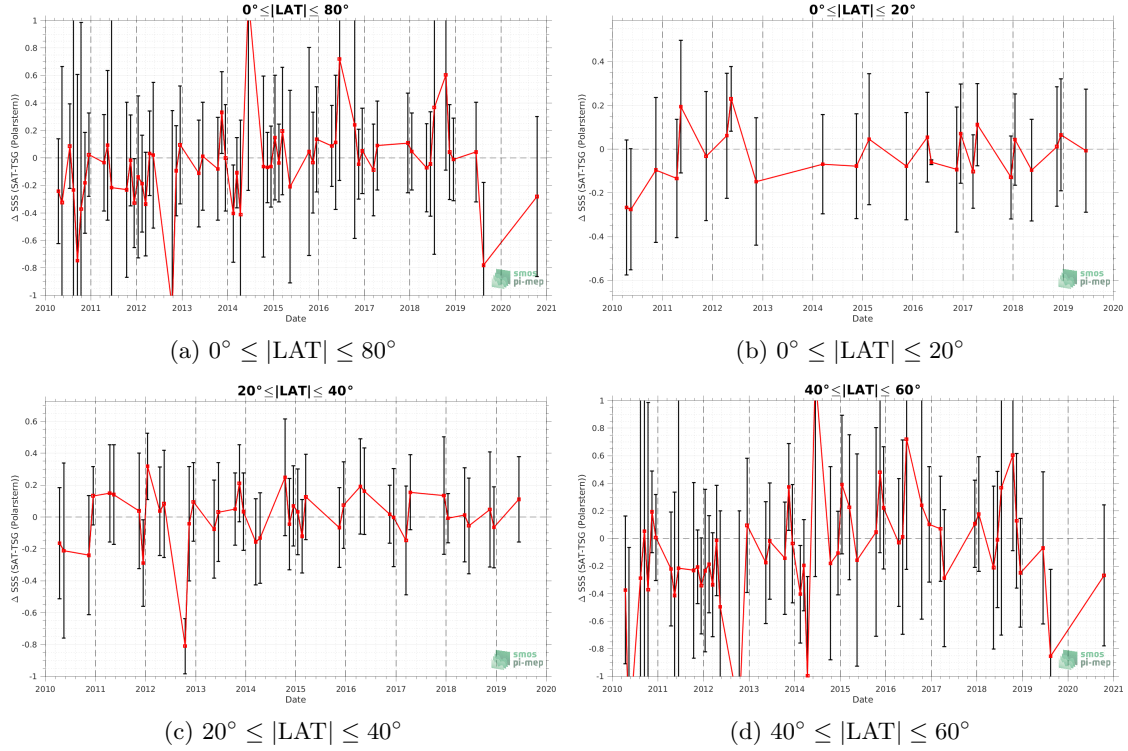 0°≤|LAT|≤ 80°
Δ SSS (SAT-TSG (Polarstern))
1
0.8
0.6
0.4
0.2
0
-0.2
-0.4
-0.6
-0.8
-1
2010 2011 2012 2013 2014 2015 2016 2017 2018 2019 2020 2021
Date
smos
pi-mep
(a) 0° ≤ |LAT| ≤ 80°
0°≤|LAT|≤ 20°
Δ SSS (SAT-TSG (Polarstern))
0.4
0.2
0
-0.2
-0.4
-0.6
2010 2011 2012 2013 2014 2015 2016 2017 2018 2019 2020
Date
smos
pi-mep
(b) 0° ≤ |LAT| ≤ 20°
20°≤|LAT|≤ 40°
Δ SSS (SAT-TSG (Polarstern))
0.6
0.4
0.2
0
-0.2
-0.4
-0.6
-0.8
-1
2010 2011 2012 2013 2014 2015 2016 2017 2018 2019 2020
Date
smos
pi-mep
(c) 20° ≤ |LAT| ≤ 40°
40°≤|LAT|≤ 60°
Δ SSS (SAT-TSG (Polarstern))
1
0.8
0.6
0.4
0.2
0
-0.2
-0.4
-0.6
-0.8
-1
2010 2011 2012 2013 2014 2015 2016 2017 2018 2019 2020 2021
Date
smos
pi-mep
(d) 40° ≤ |LAT| ≤ 60°